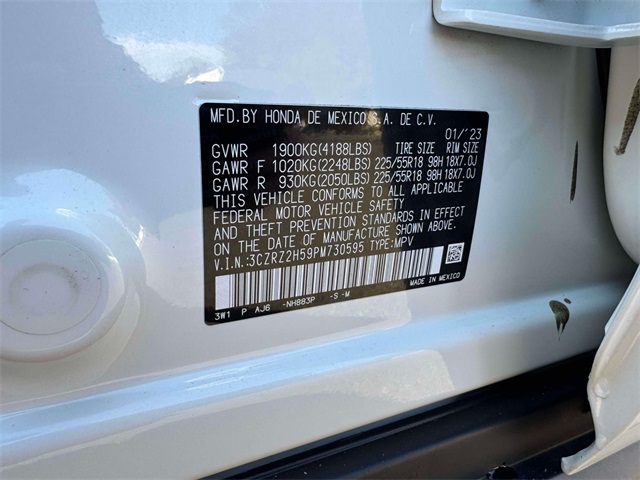 MFD.BY HONDA DE MEXICO S.A. DE C.V.
01/'23
GVWR 1900KG(4188LBS) TIRE SIZE RIM SIZE
GAWR F 1020KG(2248LBS) 225/55R18 98H 18X7.0J
GAWR R 930KG(2050LBS) 225/55R18 98H 18X7.0J
THIS VEHICLE CONFORMS TO ALL APPLICABLE
FEDERAL MOTOR VEHICLE SAFETY
AND THEFT PREVENTION STANDARDS IN EFFECT
ON THE DATE OF MANUFACTURE SHOWN ABOVE.
V.I.N.:3CZRZ2H59PM730595 TYPE:MPV
MADE IN MEXICO
3W1 P AJ6 -NH883P -S -M